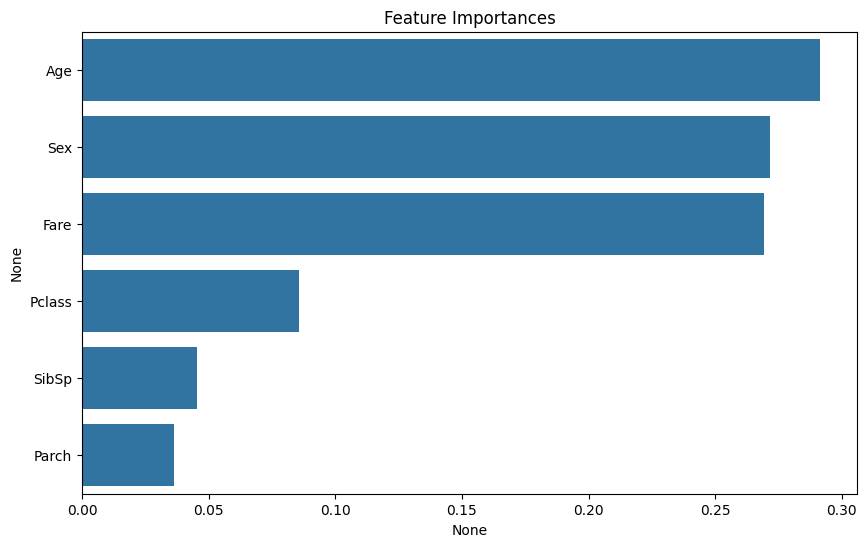 Feature Importances
Age
Sex
Fare
Pclass
SibSp
Parch
None
0.00 0.05 0.10 0.15 0.20 0.25 0.30
None